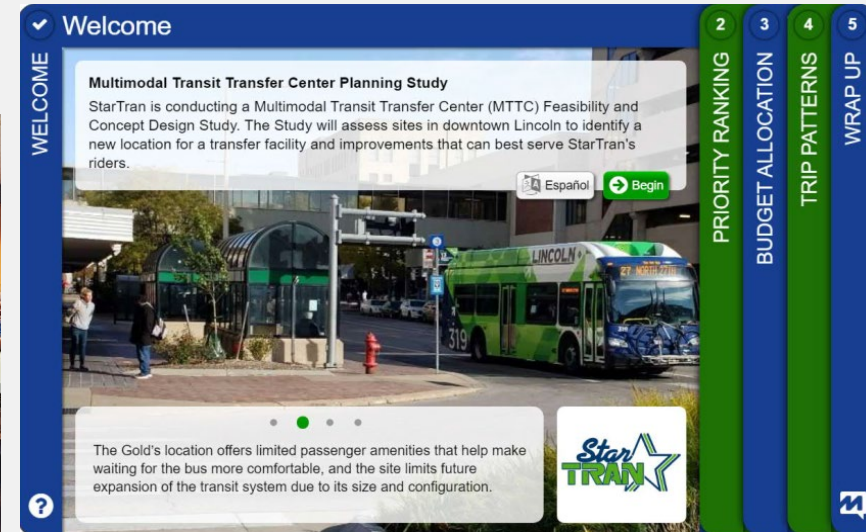 Welcome
WELCOME
Multimodal Transit Transfer Center Planning Study
StarTran is conducting a Multimodal Transit Transfer Center (MTTC) Feasibility and
Concept Design Study. The Study will assess sites in downtown Lincoln to identify a
new location for a transfer facility and improvements that can best serve StarTran's
riders.
Español
Begin
LINCOLN
27 NORTH 27TH
319
The Gold's location offers limited passenger amenities that help make
waiting for the bus more comfortable, and the site limits future
expansion of the transit system due to its size and configuration.
Star
TRAN
?
2
PRIORITY RANKING
3
BUDGET ALLOCATION
4
TRIP PATTERNS
5
WRAP UP